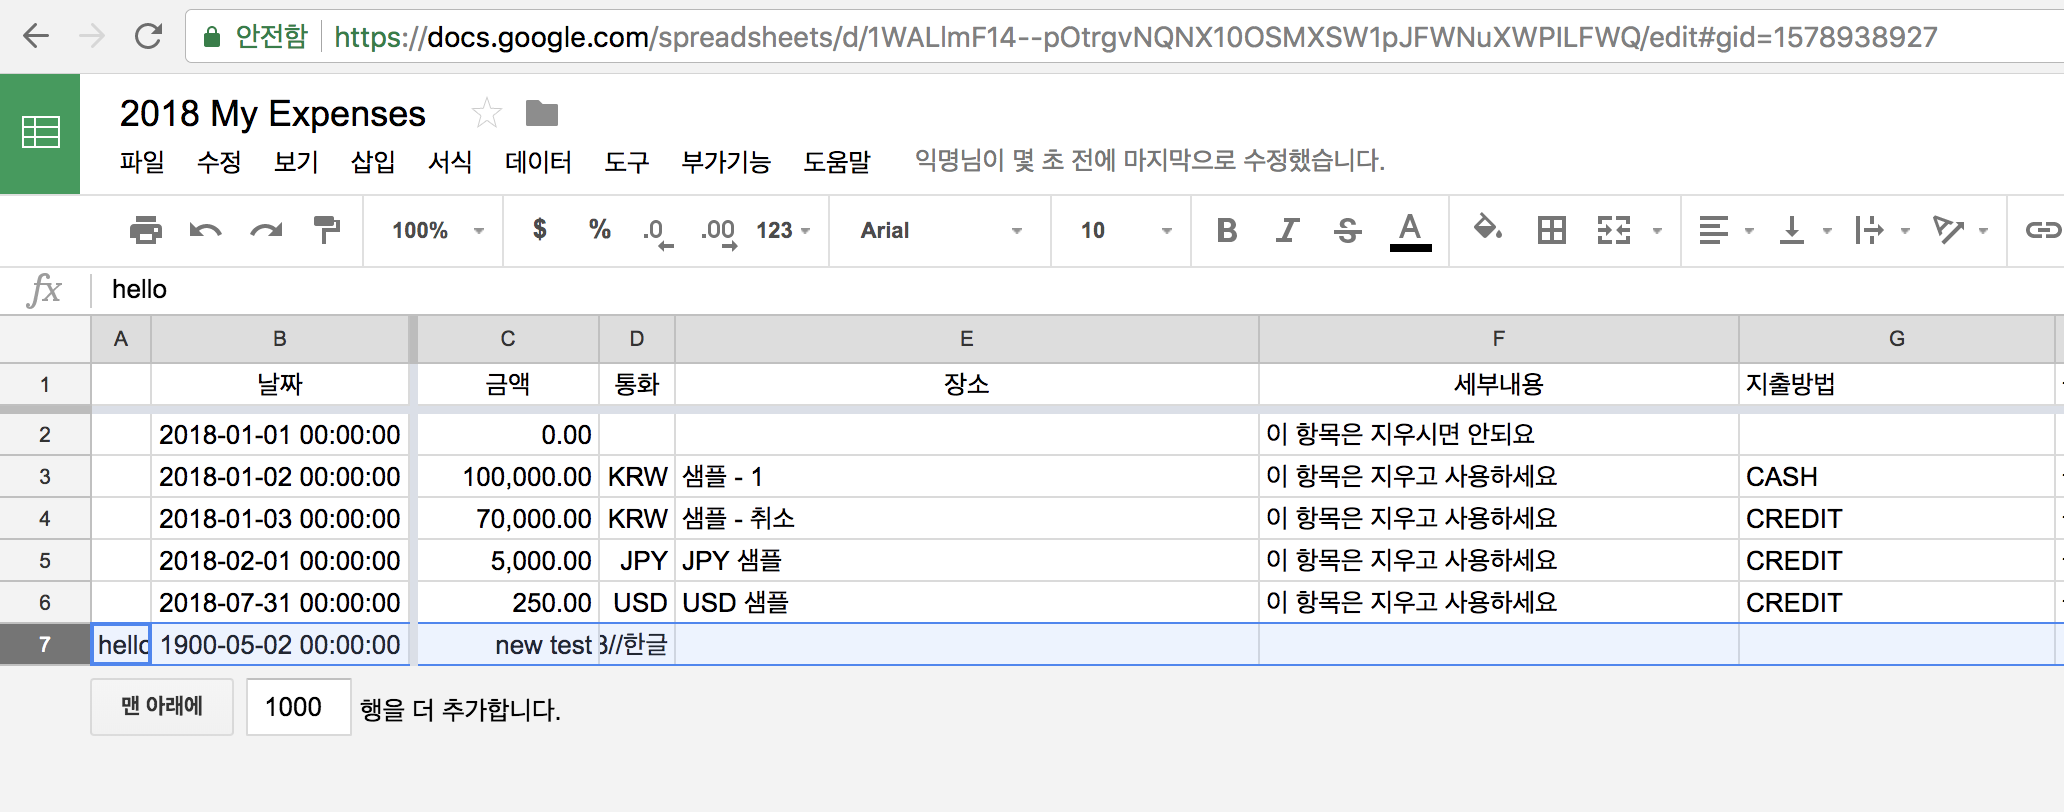 안전함 https://docs.google.com/spreadsheets/d/1WALlmF14--pOtrgvNQNX10OSMXSW1pJFWNuXWPILFWQ/edit#gid=1578938927
2018 My Expenses
파일 수정 보기 삽입 서식 데이터 도구 부가기능 도움말 익명님이 몇 초 전에 마지막으로 수정했습니다.
100% $ % .0 .00 123 Arial 10 B I S A
fx hello
A B C D E F G
1 날짜 금액 통화 장소 세부내용 지출방법
2 2018-01-01 00:00:00 0.00 이 항목은 지우시면 안되요
3 2018-01-02 00:00:00 100,000.00 KRW 샘플 - 1 이 항목은 지우고 사용하세요 CASH
4 2018-01-03 00:00:00 70,000.00 KRW 샘플 - 취소 이 항목은 지우고 사용하세요 CREDIT
5 2018-02-01 00:00:00 5,000.00 JPY JPY 샘플 이 항목은 지우고 사용하세요 CREDIT
6 2018-07-31 00:00:00 250.00 USD USD 샘플 이 항목은 지우고 사용하세요 CREDIT
7 hello 1900-05-02 00:00:00 new test 3//한글
맨 아래에 1000 행을 더 추가합니다.